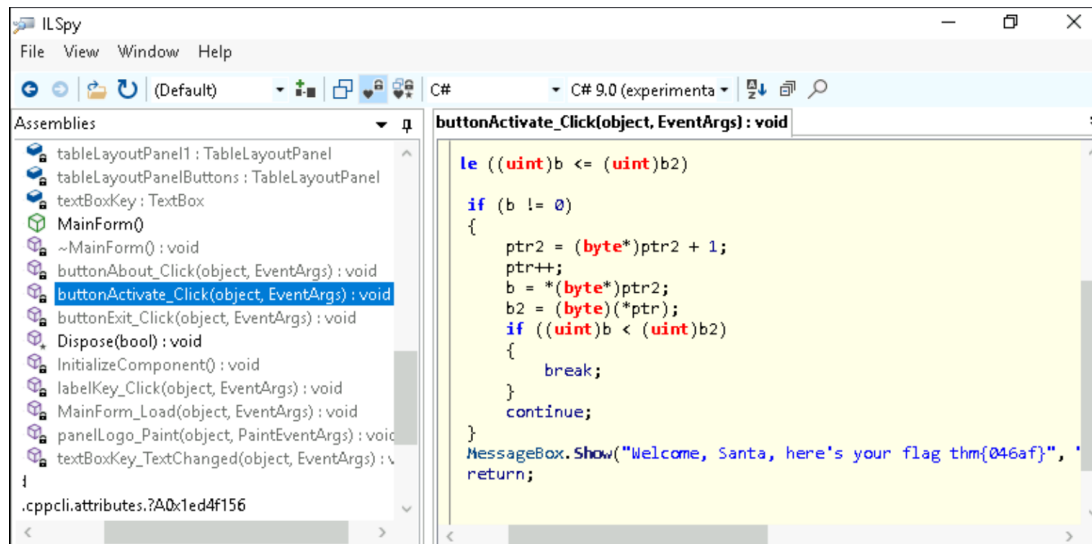 ILSpy
File View Window Help
(Default) C# C# 9.0 (experimenta
Assemblies
tableLayoutPanel1 : TableLayoutPanel
tableLayoutPanelButtons : TableLayoutPanel
textBoxKey : TextBox
MainForm()
~MainForm() : void
buttonAbout_Click(object, EventArgs) : void
buttonActivate_Click(object, EventArgs) : void
buttonExit_Click(object, EventArgs) : void
Dispose(bool) : void
InitializeComponent() : void
labelKey_Click(object, EventArgs) : void
MainForm_Load(object, EventArgs) : void
panelLogo_Paint(object, PaintEventArgs) : voic
textBoxKey_TextChanged(object, EventArgs) : v
.cppcli.attributes.?A0x1ed4f156
buttonActivate_Click(object, EventArgs) : void
le ((uint)b <= (uint)b2)
if (b != 0)
{
ptr2 = (byte*)ptr2 + 1;
ptr++;
b = *(byte*)ptr2;
b2 = (byte)(*ptr);
if ((uint)b < (uint)b2)
{
break;
}
continue;
}
MessageBox.Show("Welcome, Santa, here's your flag thm{046af}", "
return;